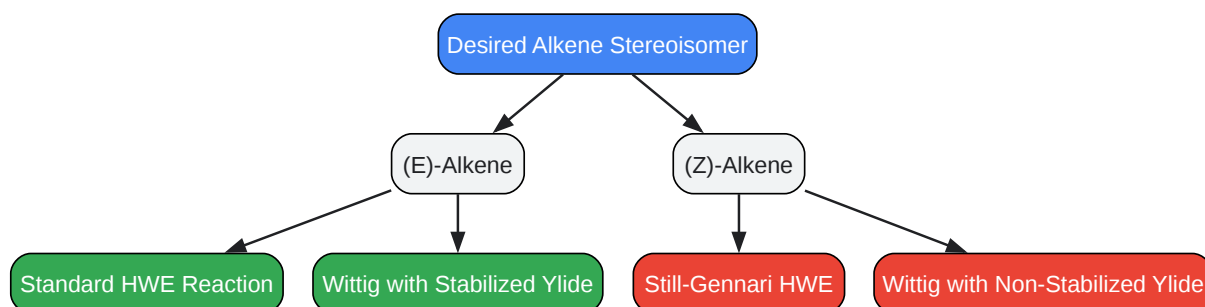 Desired Alkene Stereoisomer
(E)-Alkene
(Z)-Alkene
Standard HWE Reaction
Wittig with Stabilized Ylide
Still-Gennari HWE
Wittig with Non-Stabilized Ylide